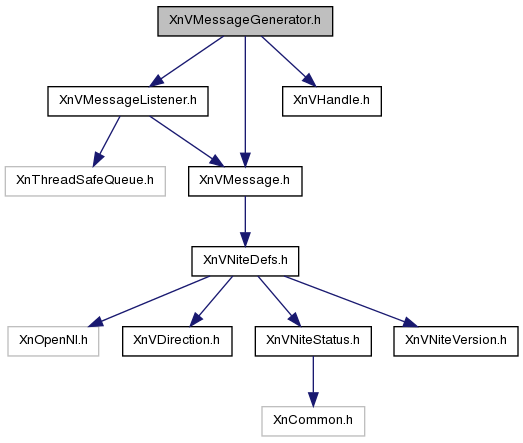 XnVMessageGenerator.h
XnVMessageListener.h
XnVHandle.h
XnThreadSafeQueue.h
XnVMessage.h
XnVNiteDefs.h
XnOpenNI.h
XnVDirection.h
XnVNiteStatus.h
XnVNiteVersion.h
XnCommon.h